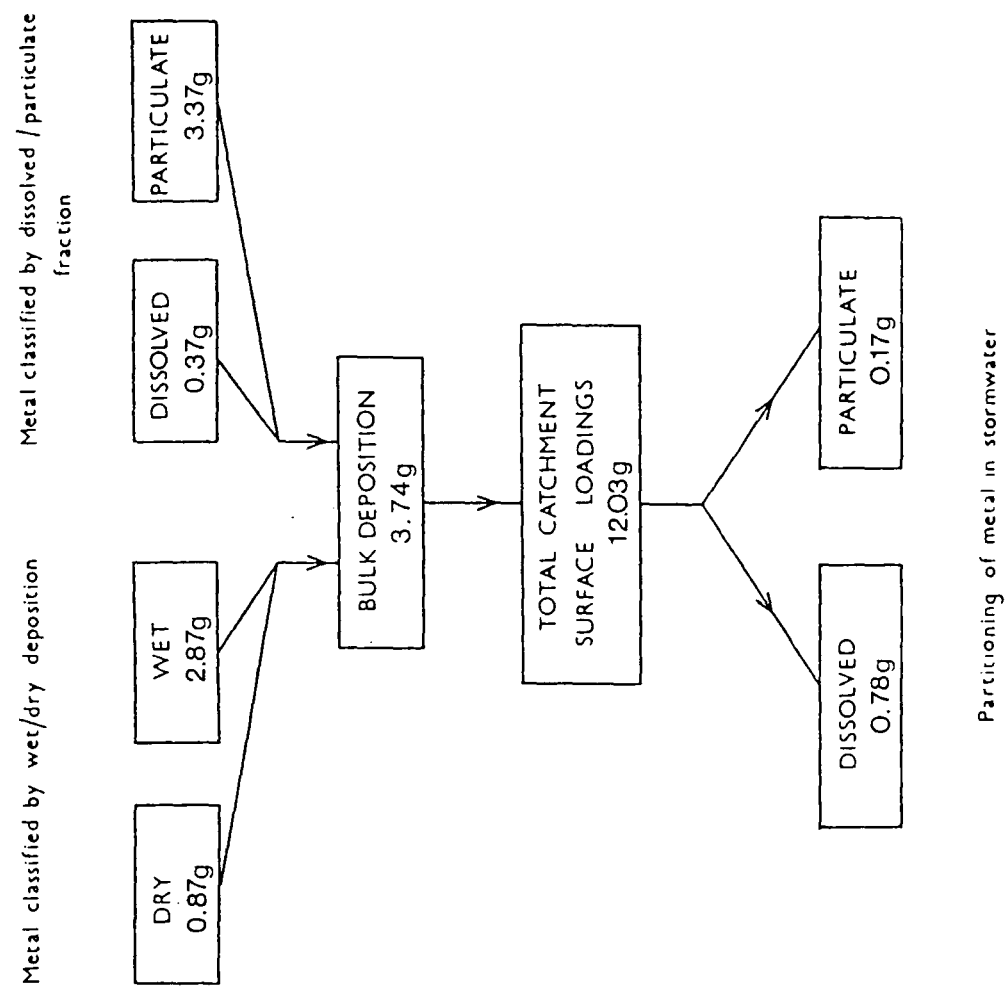 Metal classified by wet/dry deposition
Metal classified by dissolved/particulate
fraction
DRY
0.87g
WET
2.87g
DISSOLVED
0.37g
PARTICULATE
3.37g
BULK DEPOSITION
3.74g
TOTAL CATCHMENT
SURFACE LOADINGS
12.03g
DISSOLVED
0.78g
PARTICULATE
0.17g
Partitioning of metal in stormwater